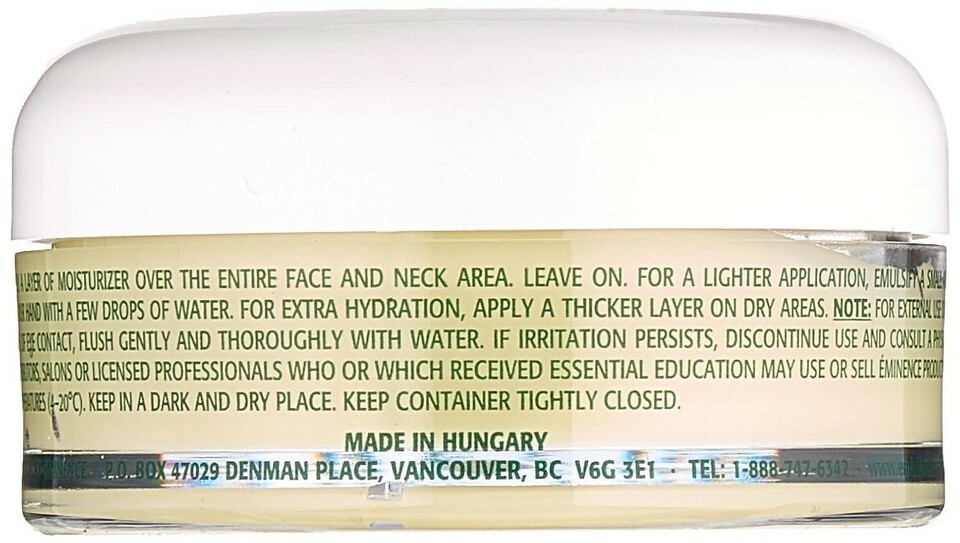 A LAYER OF MOISTURIZER OVER THE ENTIRE FACE AND NECK AREA. LEAVE ON. FOR A LIGHTER APPLICATION, EMULSIFY A
HAND WITH A FEW DROPS OF WATER. FOR EXTRA HYDRATION, APPLY A THICKER LAYER ON DRY AREAS. NOTE: FOR EXTERNAL USE
OF EYE CONTACT, FLUSH GENTLY AND THOROUGHLY WITH WATER. IF IRRITATION PERSISTS, DISCONTINUE USE AND CONSULT A
SALONS OR LICENSED PROFESSIONALS WHO OR WHICH RECEIVED ESSENTIAL EDUCATION MAY USE OR SELL ÉMINENCE
(4–20°C). KEEP IN A DARK AND DRY PLACE. KEEP CONTAINER TIGHTLY CLOSED.
MADE IN HUNGARY
P.O. BOX 47029 DENMAN PLACE, VANCOUVER, BC V6G 3E1 · TEL: 1-888-747-6342 ·